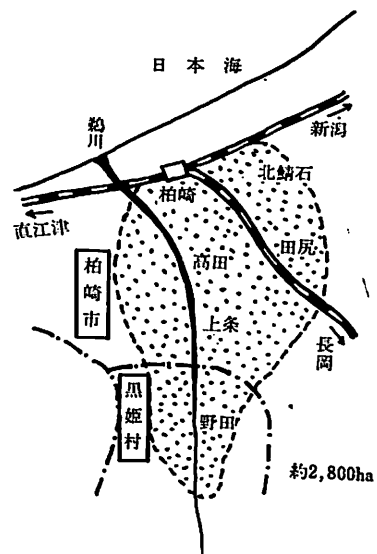 日本海
鵜川
新潟
北鯖石
柏崎
直江津
田尻
高田
柏崎市
上条
長岡
黒姫村
野田
約2,800ha